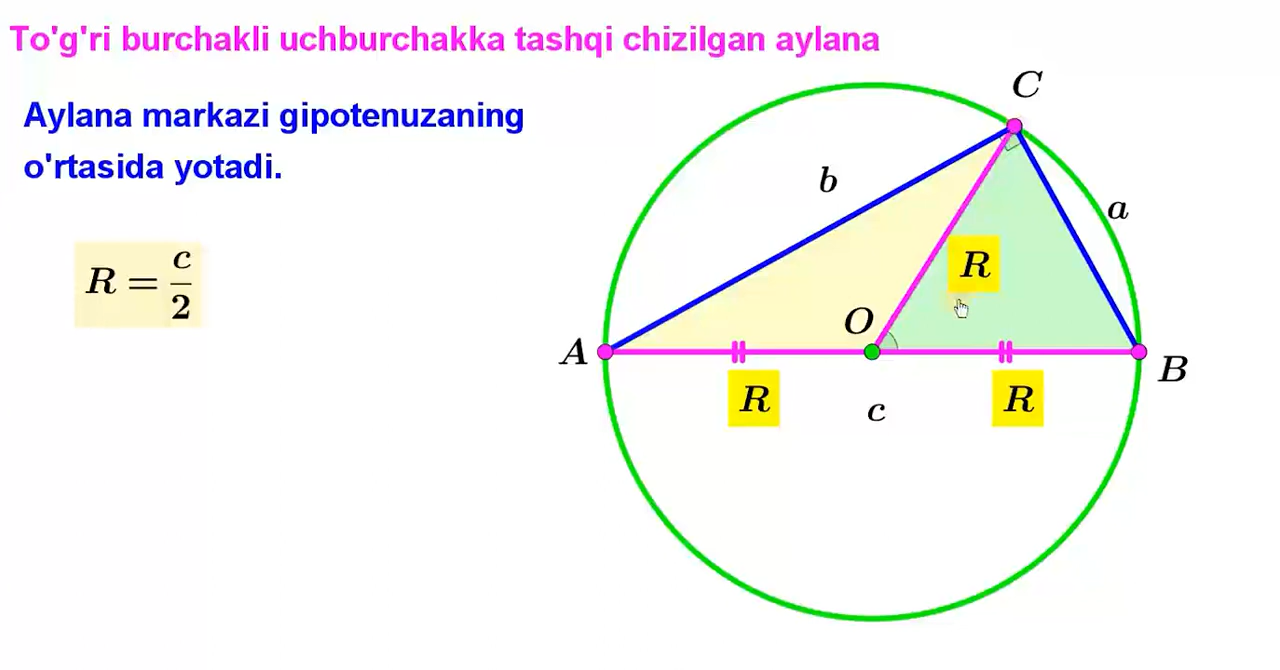 To'g'ri burchakli uchburchakka tashqi chizilgan aylana
Aylana markazi gipotenuzaning
o'rtasida yotadi.
R = c/2
C
b
a
R
O
A
B
R
c
R